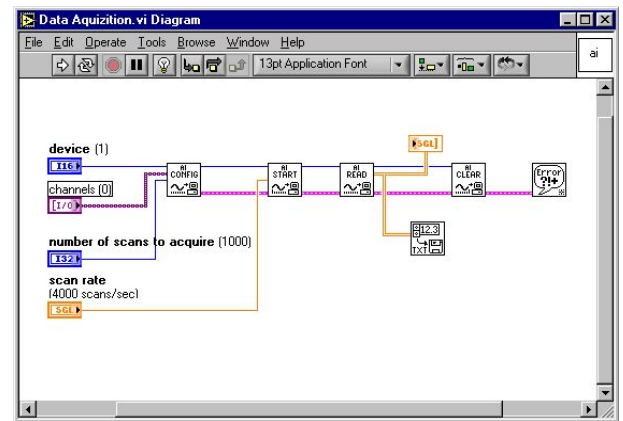 Data Aquizition.vi Diagram
File Edit Operate Tools Browse Window Help
13pt Application Font
ai
device (1)
I16
channels (0)
[I/O]
number of scans to acquire (1000)
I32
scan rate
(4000 scans/sec)
SGL
AI CONFIG
AI START
AI READ
[SGL]
12.3
TXT
AI CLEAR
Error
?!+